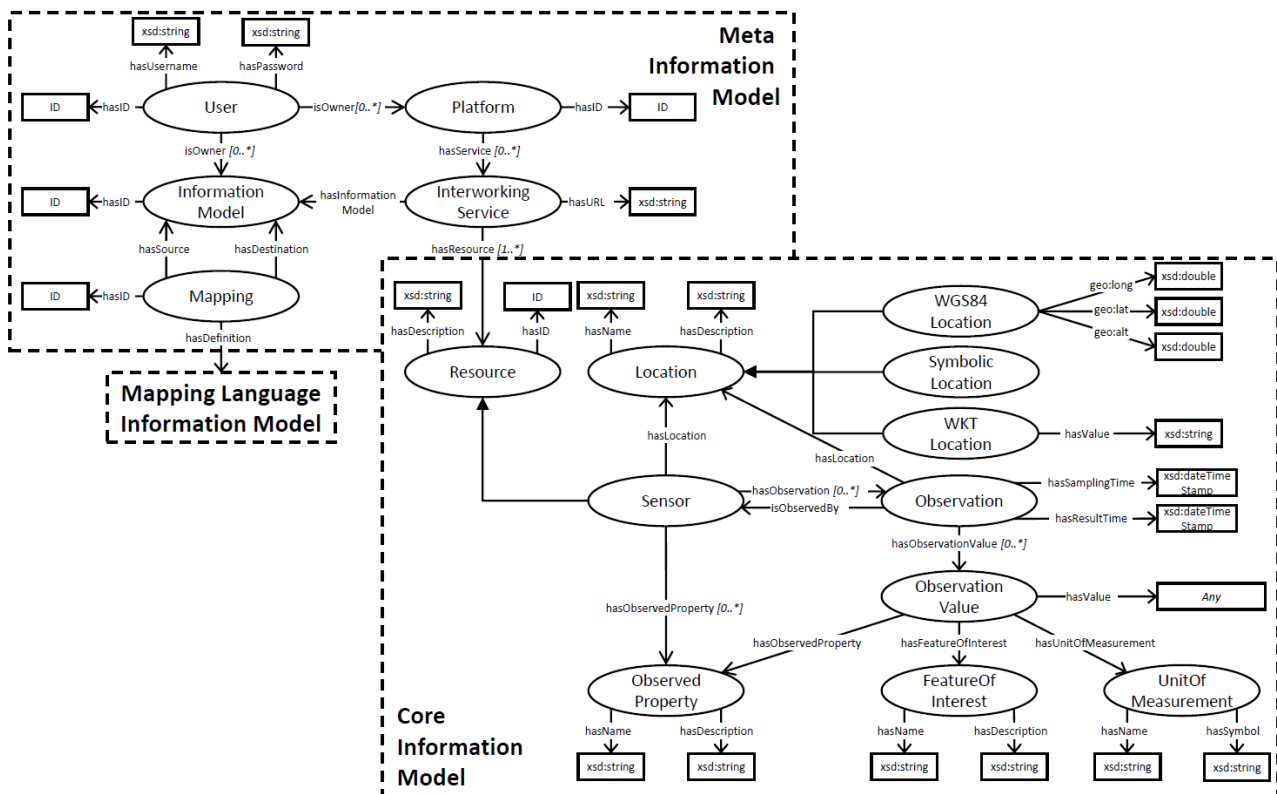 xsd:string
xsd:string
Meta
Information
Model
hasUsername
hasPassword
ID
hasID
User
isOwner[0..*]
Platform
hasID
ID
isOwner [0..*]
hasService [0..*]
ID
hasID
Information
Model
hasInformation
Model
Interworking
Service
hasURL
xsd:string
hasSource
hasDestination
hasResource [1..*]
ID
hasID
Mapping
hasDefinition
Mapping Language
Information Model
xsd:string
ID
xsd:string
xsd:string
hasDescription
hasID
hasName
hasDescription
Resource
Location
WGS84
Location
geo:long
xsd:double
geo:lat
xsd:double
geo:alt
xsd:double
Symbolic
Location
WKT
Location
hasValue
xsd:string
hasLocation
hasLocation
Sensor
hasObservation [0..*]
isObservedBy
Observation
hasSamplingTime
xsd:dateTime
Stamp
hasResultTime
xsd:dateTime
Stamp
hasObservationValue [0..*]
Observation
Value
hasValue
Any
hasObservedProperty [0..*]
hasObservedProperty
hasFeatureOfInterest
hasUnitOfMeasurement
Observed
Property
FeatureOf
Interest
UnitOf
Measurement
Core
Information
Model
hasName
hasDescription
hasName
hasDescription
hasName
hasSymbol
xsd:string
xsd:string
xsd:string
xsd:string
xsd:string
xsd:string